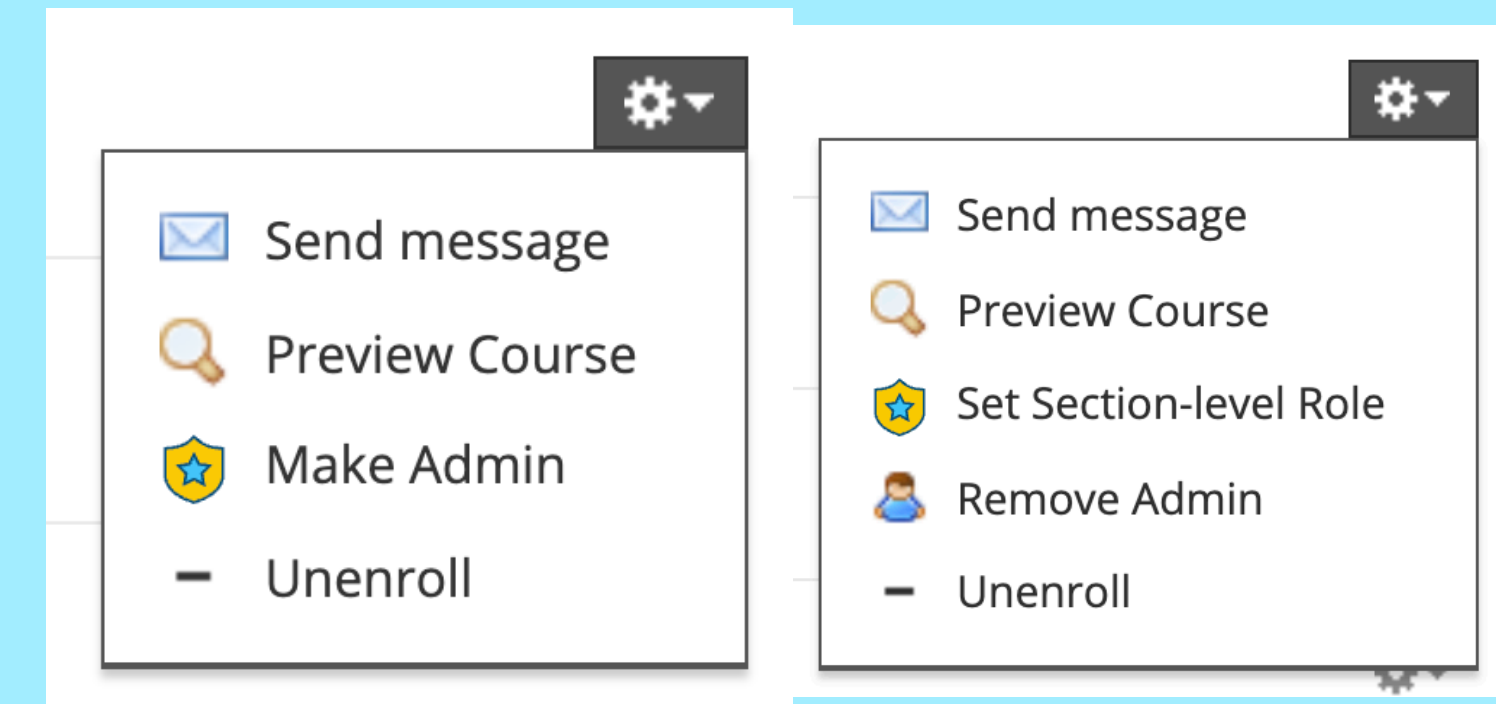 Send message
Preview Course
Make Admin
Unenroll
Send message
Preview Course
Set Section-level Role
Remove Admin
Unenroll